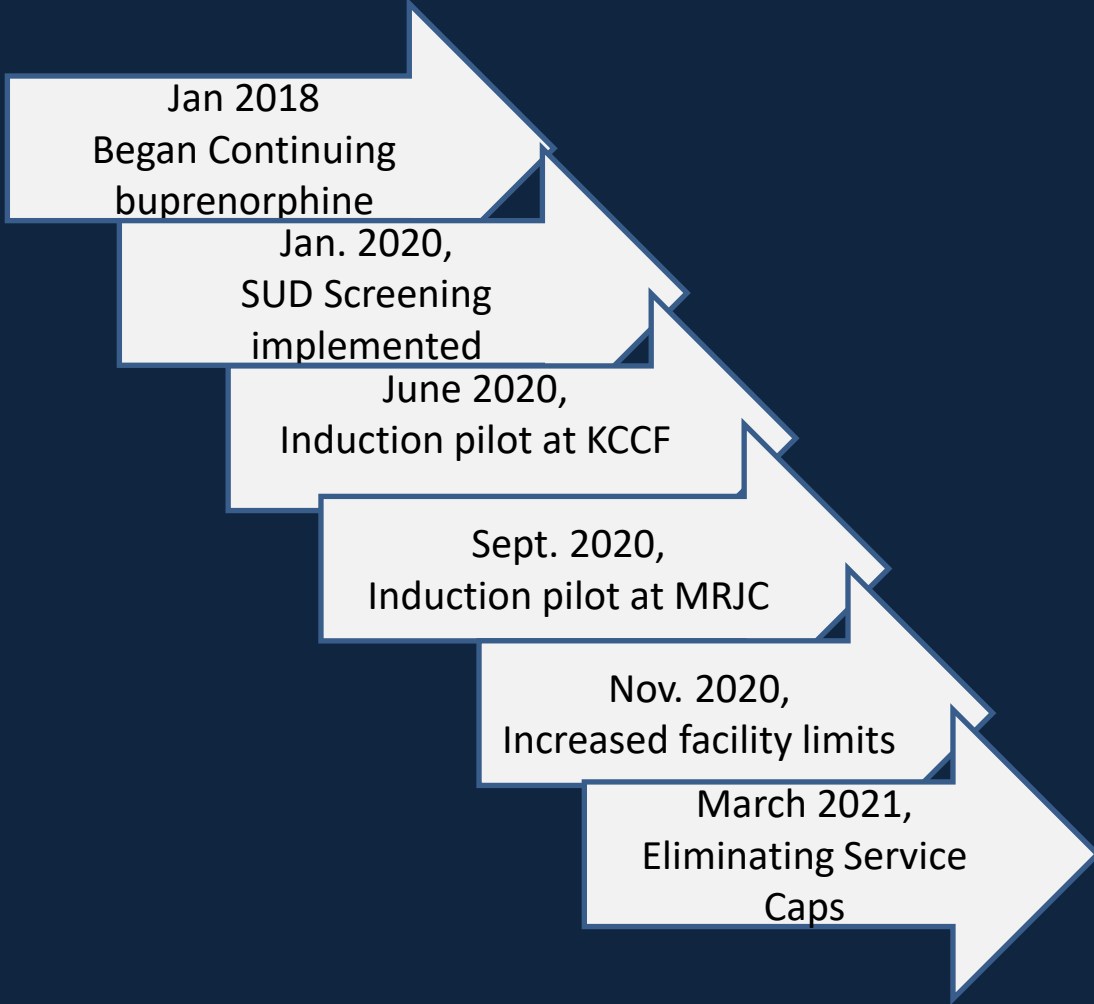 Jan 2018
Began Continuing
buprenorphine
Jan. 2020,
SUD Screening
implemented
June 2020,
Induction pilot at KCCF
Sept. 2020,
Induction pilot at MRJC
Nov. 2020,
Increased facility limits
March 2021,
Eliminating Service
Caps